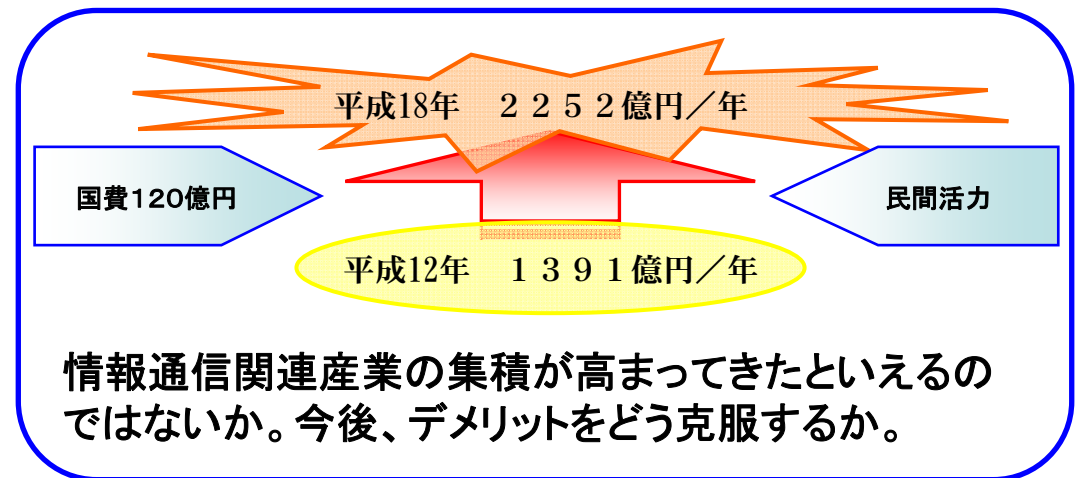 平成18年　２２５２億円／年
国費120億円
民間活力
平成12年　１３９１億円／年
情報通信関連産業の集積が高まってきたといえるの
ではないか。今後、デメリットをどう克服するか。